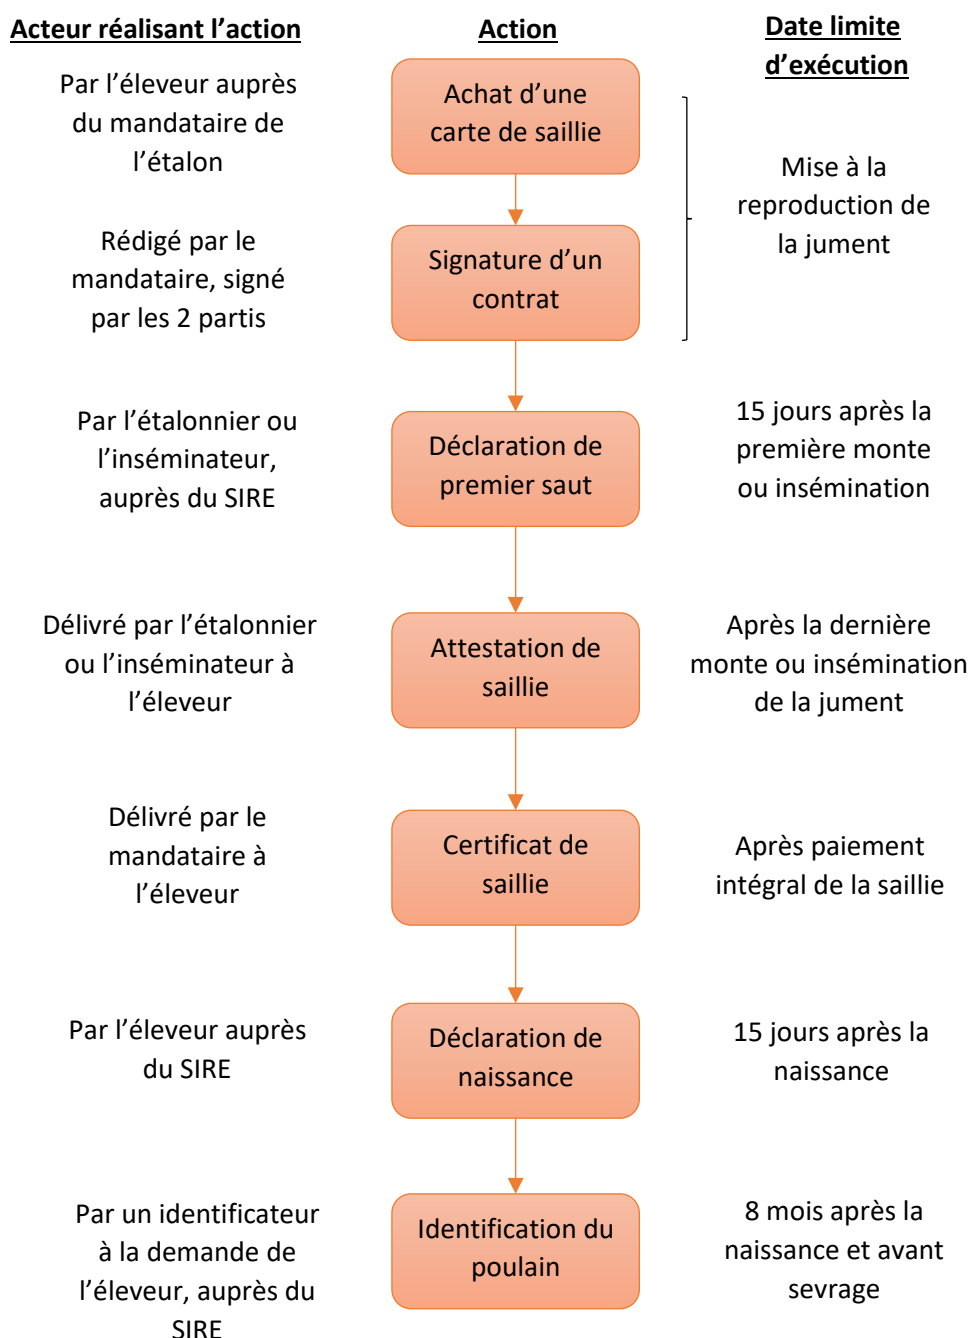 Acteur réalisant l’action
Action
Date limite
d’exécution
Par l’éleveur auprès
du mandataire de
l’étalon
Achat d’une
carte de saillie
Mise à la
reproduction de
la jument
Rédigé par le
mandataire, signé
par les 2 partis
Signature d’un
contrat
Par l’étalonnier ou
l’inséminateur,
auprès du SIRE
Déclaration de
premier saut
15 jours après la
première monte
ou insémination
Délivré par l’étalonnier
ou l’inséminateur à
l’éleveur
Attestation de
saillie
Après la dernière
monte ou insémination
de la jument
Délivré par le
mandataire à
l’éleveur
Certificat de
saillie
Après paiement
intégral de la saillie
Par l’éleveur auprès
du SIRE
Déclaration de
naissance
15 jours après la
naissance
Par un identificateur
à la demande de
l’éleveur, auprès du
SIRE
Identification du
poulain
8 mois après la
naissance et avant
sevrage